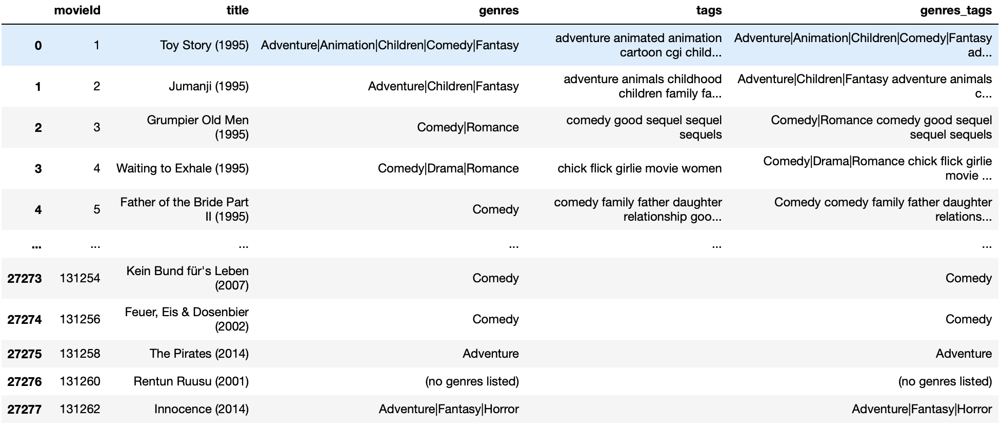 movieId title genres tags genres_tags
0 1 Toy Story (1995) Adventure|Animation|Children|Comedy|Fantasy adventure animated animation cartoon cgi child... Adventure|Animation|Children|Comedy|Fantasy ad...
1 2 Jumanji (1995) Adventure|Children|Fantasy adventure animals childhood children family fa... Adventure|Children|Fantasy adventure animals c...
2 3 Grumpier Old Men (1995) Comedy|Romance comedy good sequel sequel sequels Comedy|Romance comedy good sequel sequel sequels
3 4 Waiting to Exhale (1995) Comedy|Drama|Romance chick flick girlie movie women Comedy|Drama|Romance chick flick girlie movie ...
4 5 Father of the Bride Part II (1995) Comedy comedy family father daughter relationship goo... Comedy comedy family father daughter relations...
... ... ... ... ... ...
27273 131254 Kein Bund für's Leben (2007) Comedy Comedy
27274 131256 Feuer, Eis & Dosenbier (2002) Comedy Comedy
27275 131258 The Pirates (2014) Adventure Adventure
27276 131260 Rentun Ruusu (2001) (no genres listed) (no genres listed)
27277 131262 Innocence (2014) Adventure|Fantasy|Horror Adventure|Fantasy|Horror